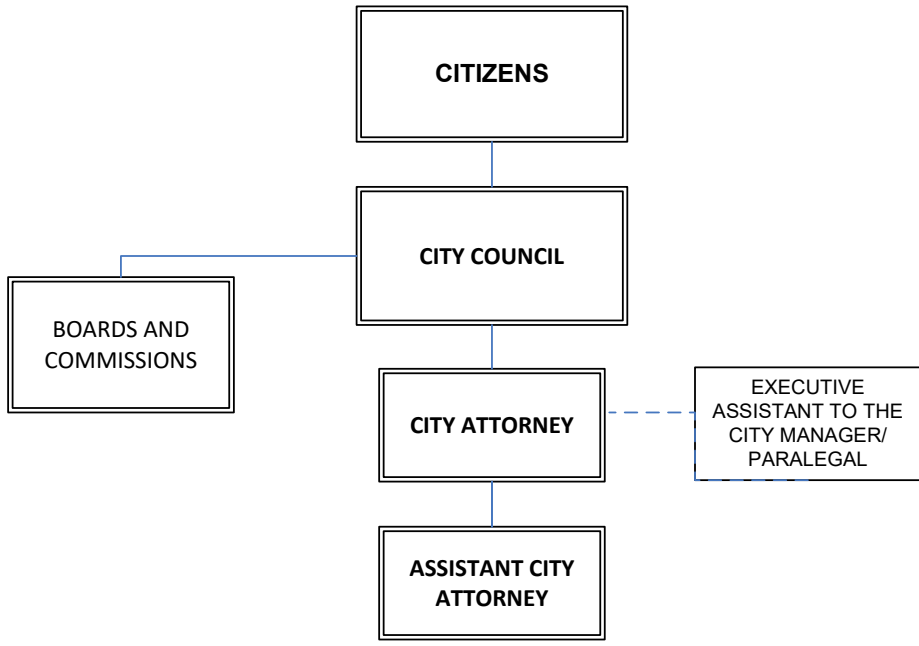 CITIZENS
CITY COUNCIL
BOARDS AND
COMMISSIONS
CITY ATTORNEY
EXECUTIVE
ASSISTANT TO THE
CITY MANAGER/
PARALEGAL
ASSISTANT CITY
ATTORNEY